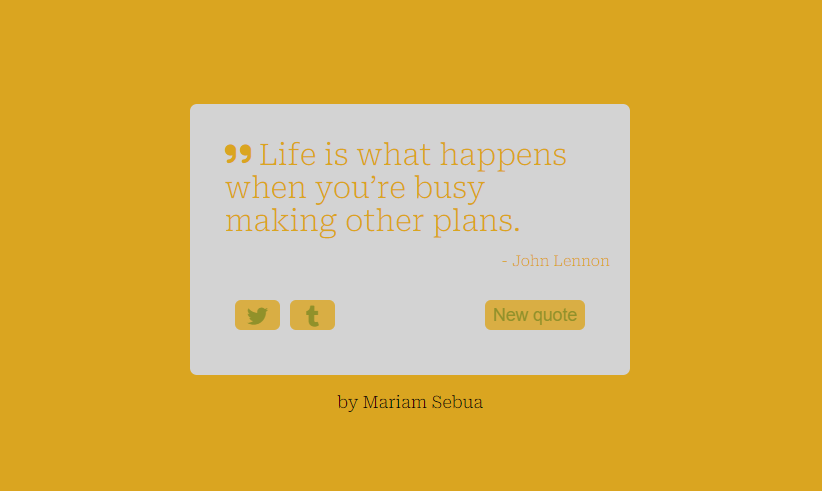 ” Life is what happens
when you’re busy
making other plans.
- John Lennon
New quote
by Mariam Sebua